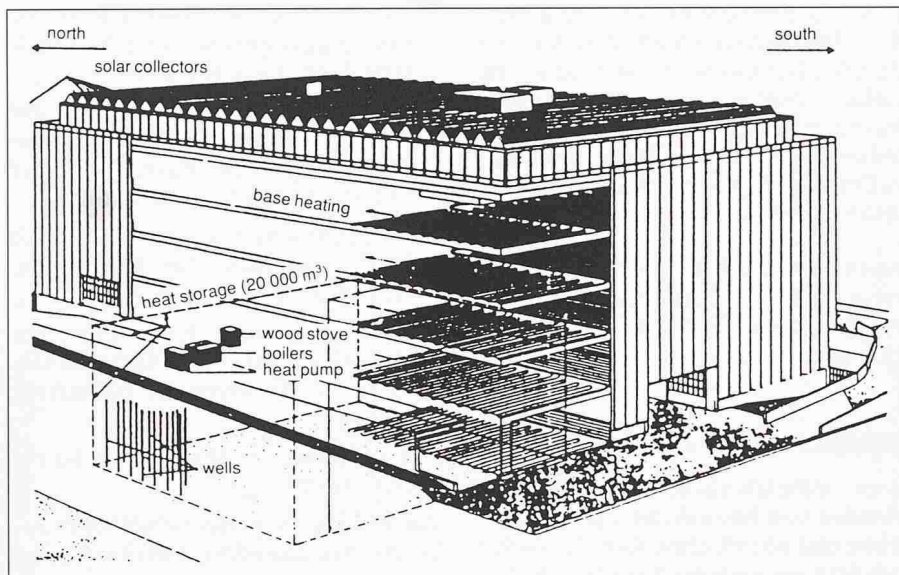 north
south
solar collectors
base heating
heat storage (20 000 m³)
wood stove
boilers
heat pump
wells